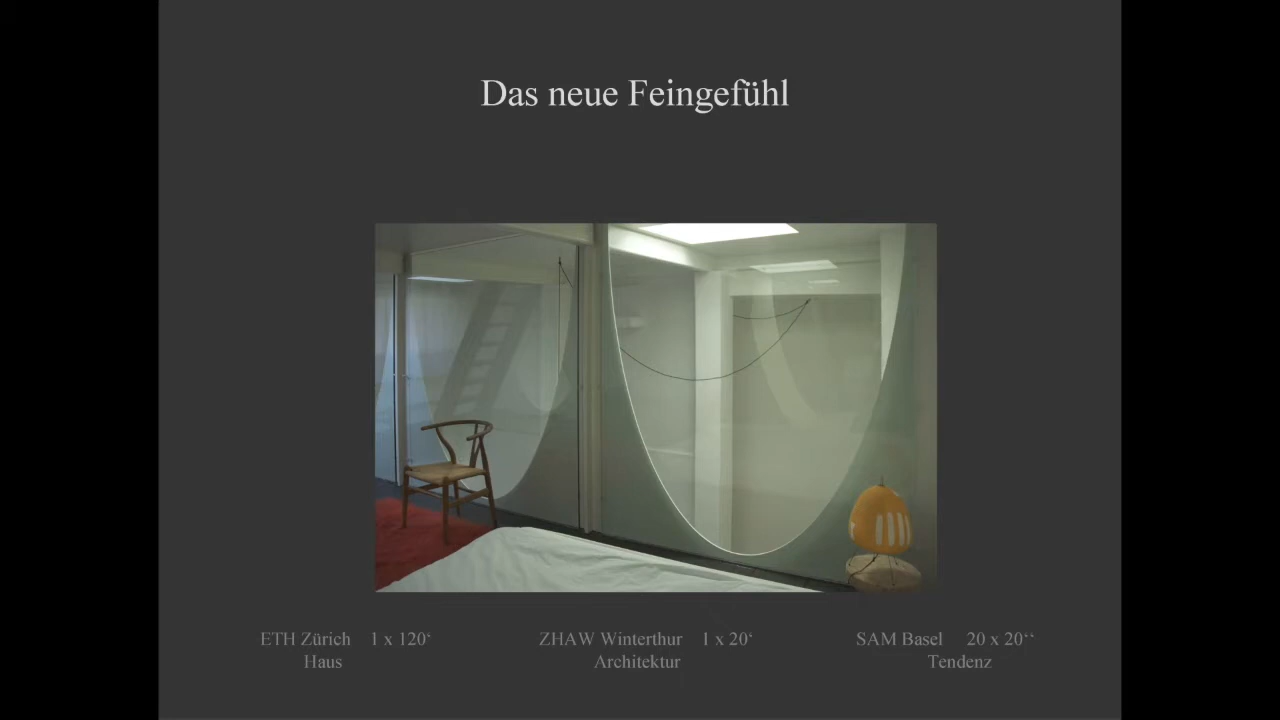 Das neue Feingefühl
ETH Zürich 1 x 120‘
Haus
ZHAW Winterthur 1 x 20‘
Architektur
SAM Basel 20 x 20‘‘
Tendenz